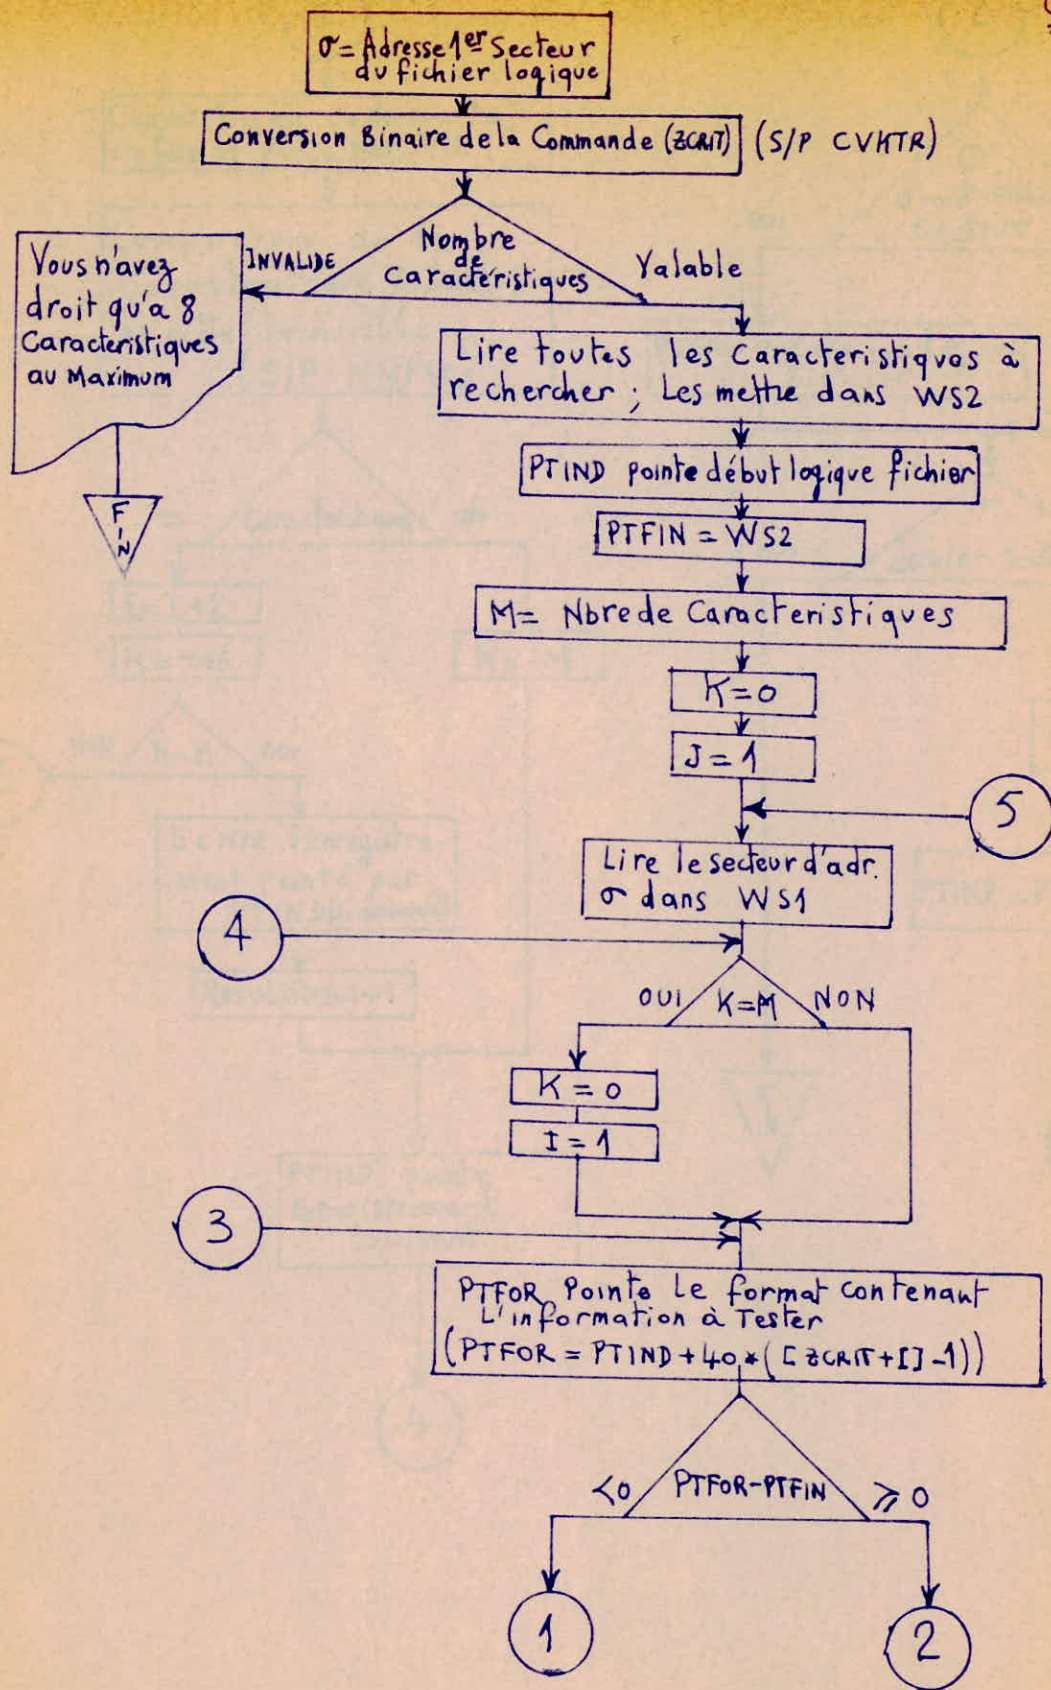 σ = Adresse 1er Secteur
du fichier logique
Conversion Binaire de la Commande (ZCRIT) (S/P CVKTR)
Nombre
de
Caractéristiques
INVALIDE
Valable
Vous n'avez
droit qu'a 8
Caracteristiques
au Maximum
FIN
Lire toutes les Caracteristiques à
rechercher ; Les mettre dans WS2
PTIND pointe début logique fichier
PTFIN = WS2
M = Nbre de Caracteristiques
K=0
J=1
5
Lire le secteur d'adr.
σ dans WS1
4
OUI K=M NON
K = 0
I = 1
3
PTFOR Pointe Le format contenant
L'information à Tester
(PTFOR = PTIND + 40 * ([ZCRIT+I]-1))
<0 PTFOR-PTFIN ⩾ 0
1
2